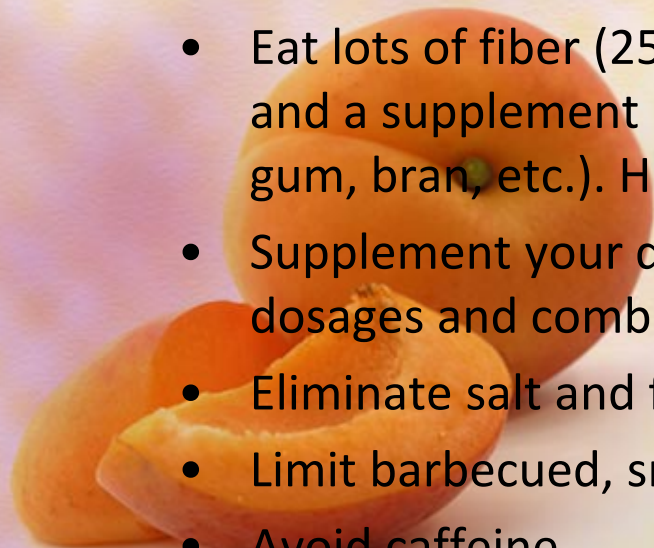 • Eat lots of fiber (25
and a supplement
gum, bran, etc.). H
• Supplement your
dosages and comb
• Eliminate salt and
• Limit barbecued,
• Avoid caffeine